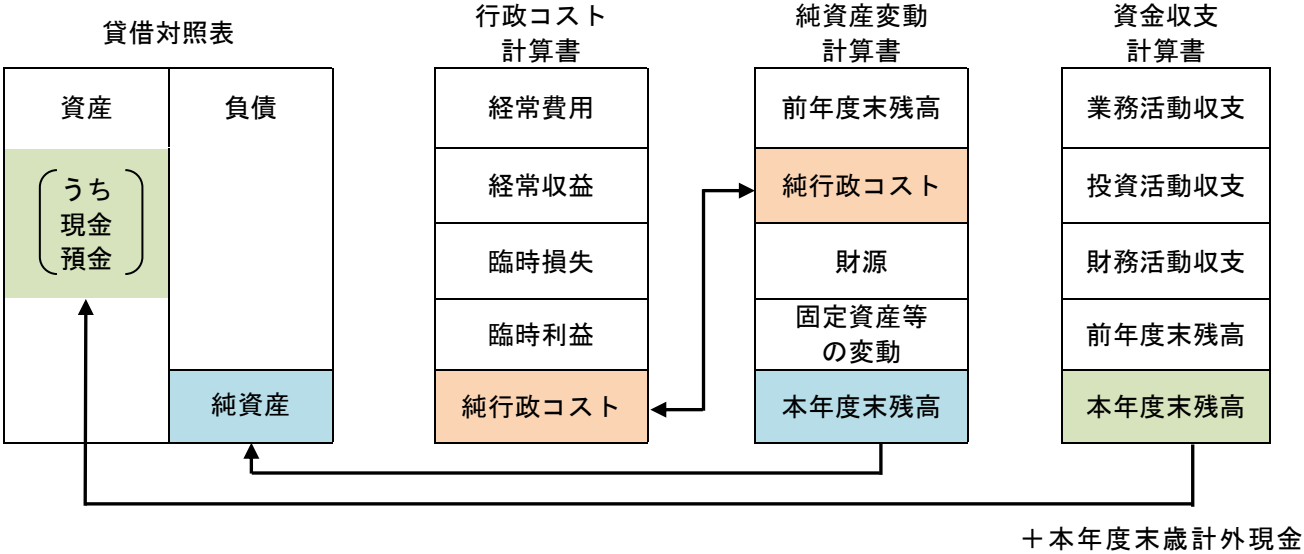 貸借対照表
資産
負債
うち
現金
預金
純資産
行政コスト
計算書
経常費用
経常収益
臨時損失
臨時利益
純行政コスト
純資産変動
計算書
前年度末残高
純行政コスト
財源
固定資産等
の変動
本年度末残高
資金収支
計算書
業務活動収支
投資活動収支
財務活動収支
前年度末残高
本年度末残高
＋本年度末歳計外現金